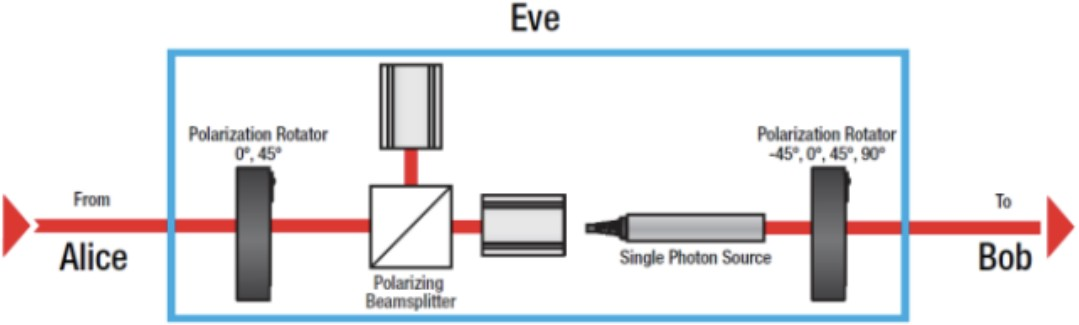 Eve
Polarization Rotator
0°, 45°
Polarization Rotator
-45°, 0°, 45°, 90°
From
Alice
To
Bob
Single Photon Source
Polarizing
Beamsplitter